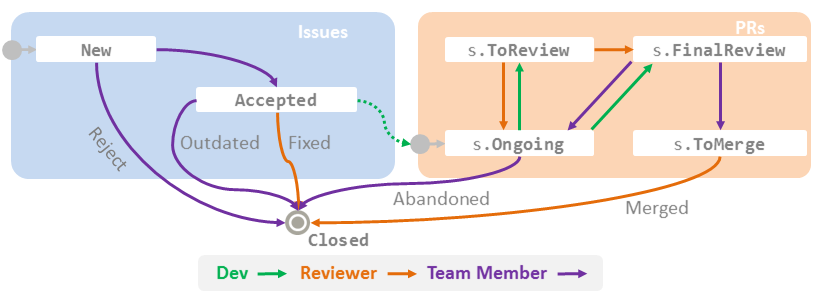 Issues
PRs
New
s.ToReview
s.FinalReview
Accepted
Reject
Outdated
Fixed
s.Ongoing
s.ToMerge
Abandoned
Merged
Closed
Dev
Reviewer
Team Member